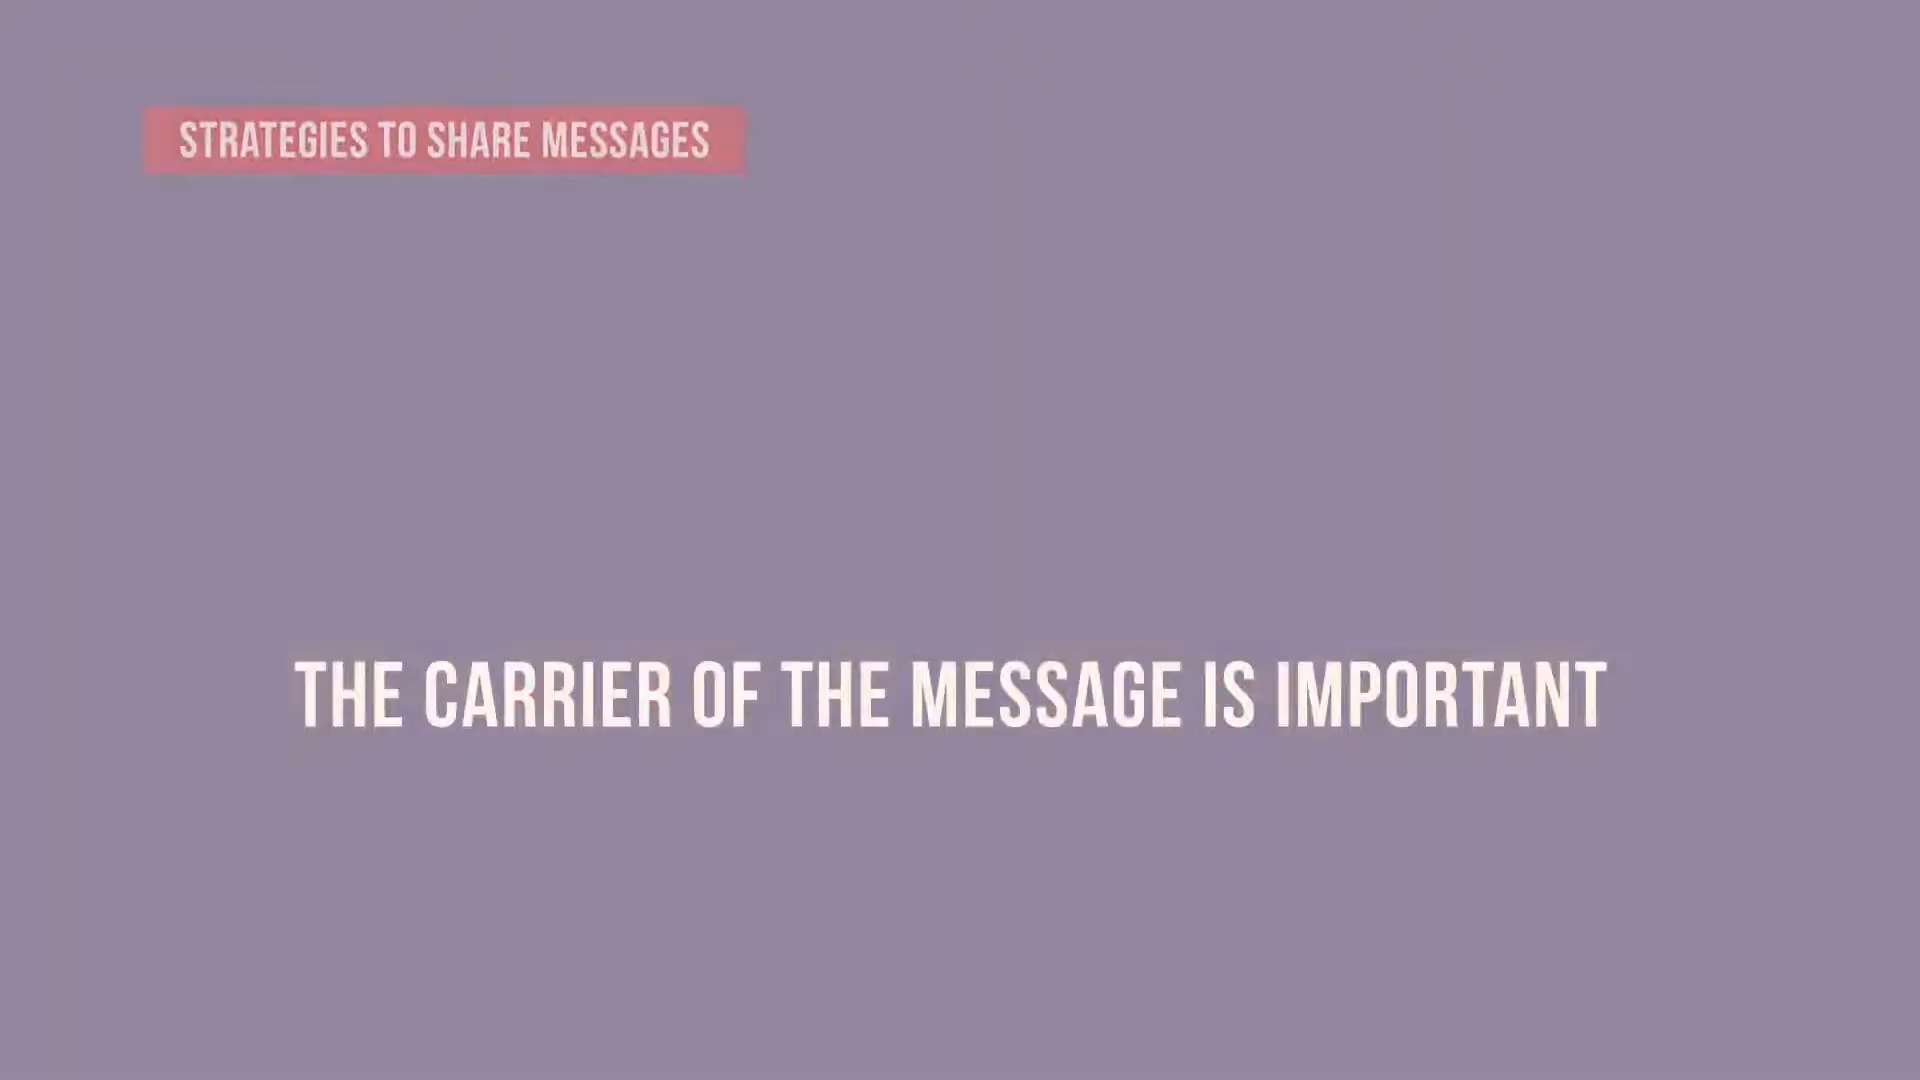 STRATEGIES TO SHARE MESSAGES
THE CARRIER OF THE MESSAGE IS IMPORTANT